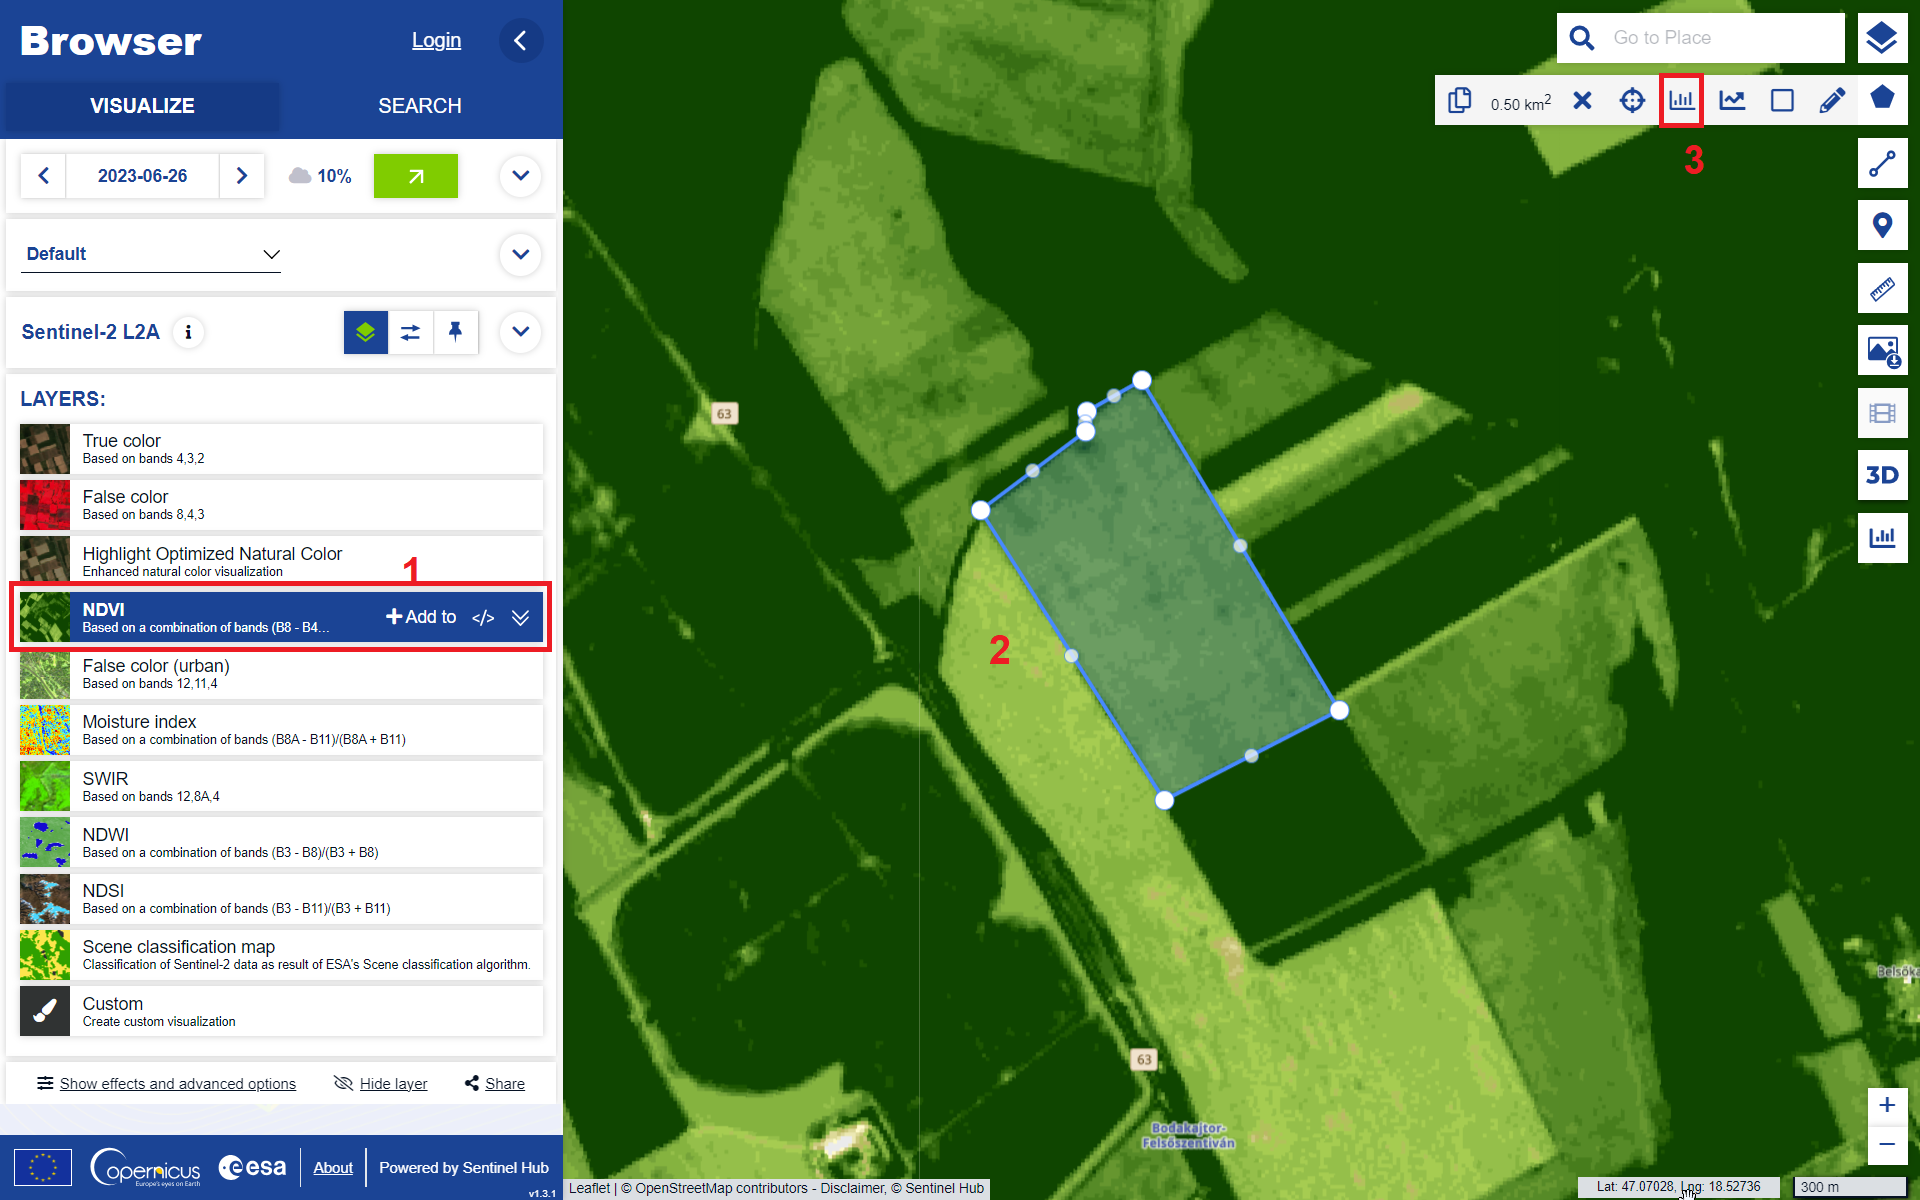 Browser
Login
VISUALIZE
SEARCH
2023-06-26
10%
Default
Sentinel-2 L2A
i
LAYERS:
True color
Based on bands 4,3,2
False color
Based on bands 8,4,3
Highlight Optimized Natural Color
Enhanced natural color visualization
1
NDVI
Based on a combination of bands (B8 - B4...
+Add to </>
False color (urban)
Based on bands 12,11,4
Moisture index
Based on a combination of bands (B8A - B11)/(B8A + B11)
SWIR
Based on bands 12,8A,4
NDWI
Based on a combination of bands (B3 - B8)/(B3 + B8)
NDSI
Based on a combination of bands (B3 - B11)/(B3 + B11)
Scene classification map
Classification of Sentinel-2 data as result of ESA's Scene classification algorithm.
Custom
Create custom visualization
Show effects and advanced options
Hide layer
Share
Copernicus
Europe's eyes on Earth
esa
About
Powered by Sentinel Hub
v1.3.1
Go to Place
0.50 km²
3
63
2
3D
63
Bodakajtor-
Felsőszentiván
Belsőká
+
−
Leaflet | © OpenStreetMap contributors - Disclaimer, © Sentinel Hub
Lat: 47.07028, Lng: 18.52736
300 m